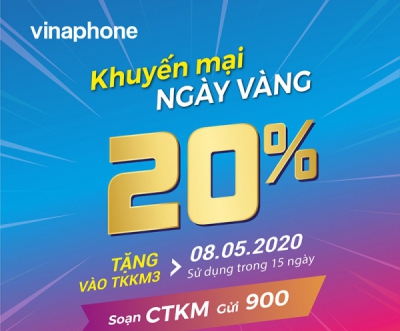 vinaphone
Khuyến mại
NGÀY VÀNG
20%
TẶNG
VÀO TKKM3 > 08.05.2020
Sử dụng trong 15 ngày
Soạn CTKM Gửi 900